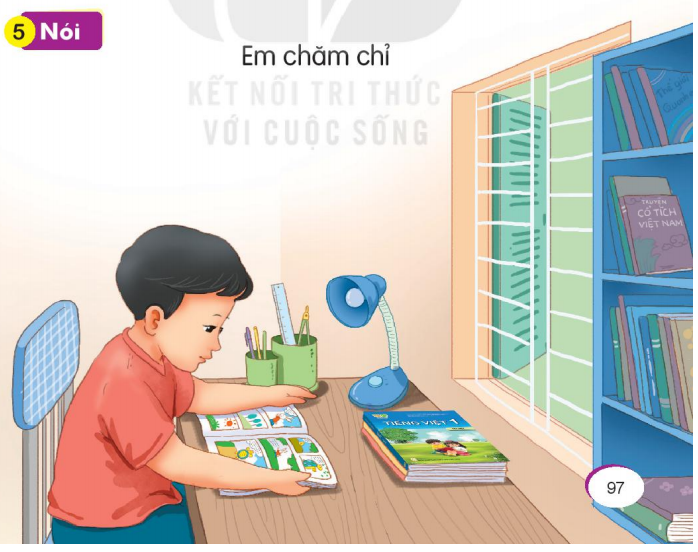 5 Nói
Em chăm chỉ
KẾT NỐI TRI THỨC
VỚI CUỘC SỐNG
TRUYỆN
CỔ TÍCH
VIỆT NAM
TIẾNG VIỆT 1
97